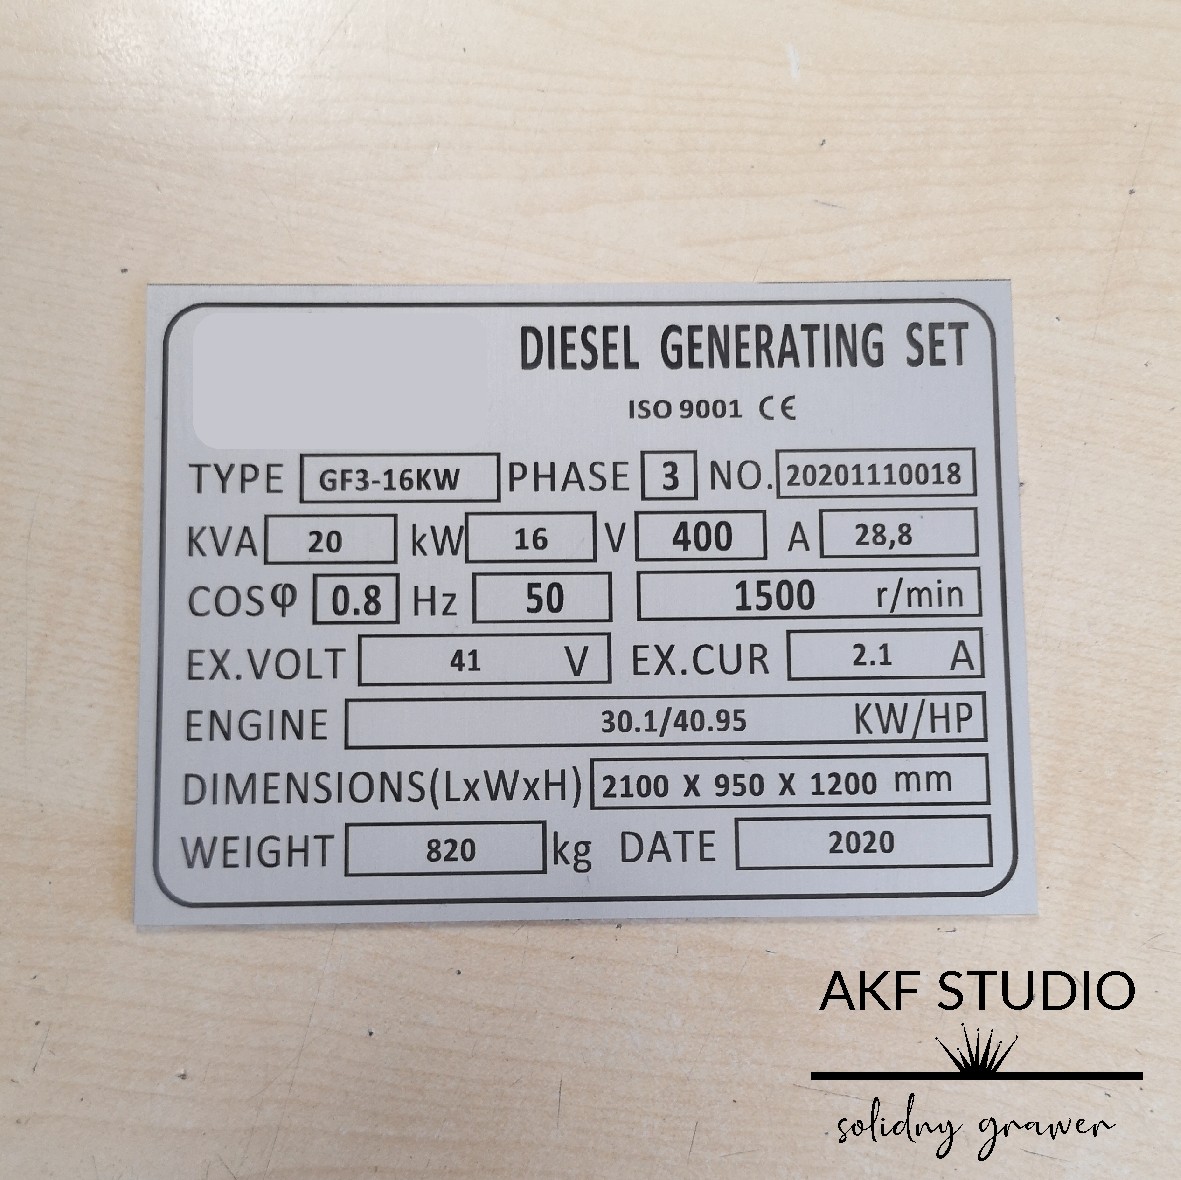 DIESEL GENERATING SET
ISO 9001 CE
TYPE GF3-16KW PHASE 3 NO. 20201110018
KVA 20 kW 16 V 400 A 28,8
COSφ 0.8 Hz 50 1500 r/min
EX.VOLT 41 V EX.CUR 2.1 A
ENGINE 30.1/40.95 KW/HP
DIMENSIONS(LxWxH) 2100 X 950 X 1200 mm
WEIGHT 820 kg DATE 2020
AKF STUDIO
solidny grawer